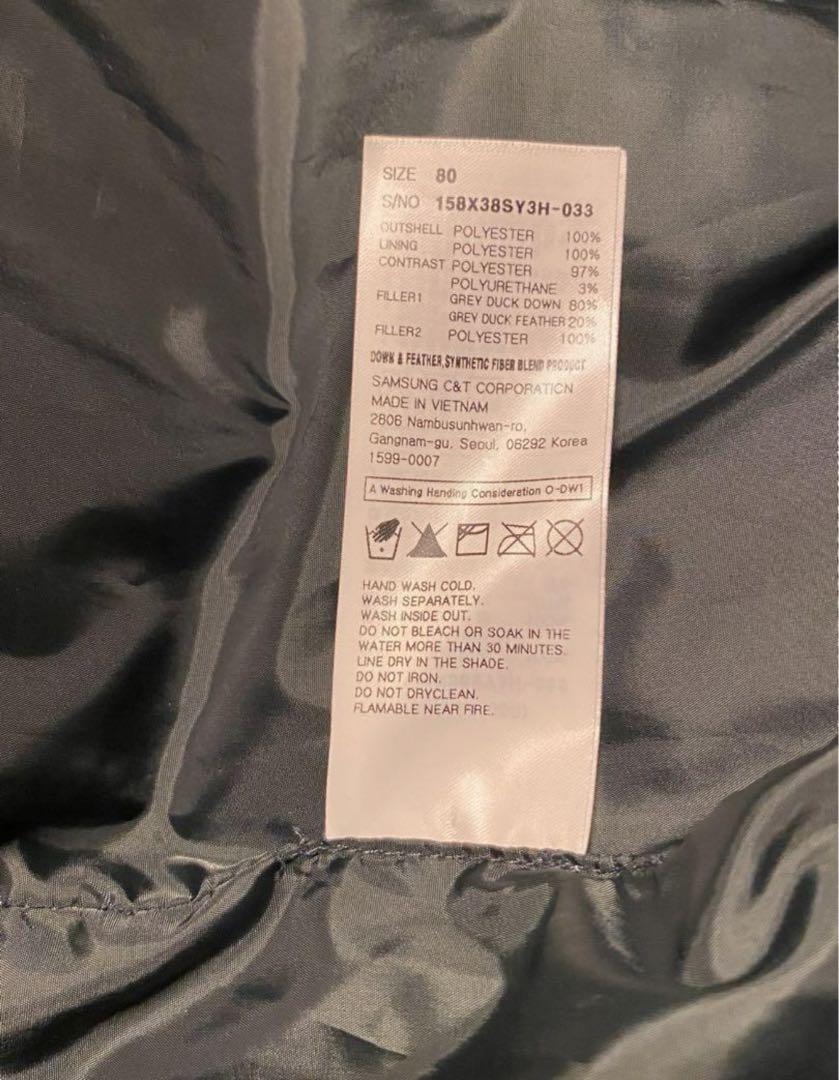 SIZE 80
S/NO 158X38SY3H-033
OUTSHELL POLYESTER 100%
LINING POLYESTER 100%
CONTRAST POLYESTER 97%
POLYURETHANE 3%
FILLER1 GREY DUCK DOWN 80%
GREY DUCK FEATHER 20%
FILLER2 POLYESTER 100%
DOWN & FEATHER, SYNTHETIC FIBER BLEND PRODUCT
SAMSUNG C&T CORPORATION
MADE IN VIETNAM
2806 Nambusunhwan-ro,
Gangnam-gu, Seoul, 06292 Korea
1599-0007
A Washing Handing Consideration O-DW1
HAND WASH COLD.
WASH SEPARATELY.
WASH INSIDE OUT.
DO NOT BLEACH OR SOAK IN THE
WATER MORE THAN 30 MINUTES.
LINE DRY IN THE SHADE.
DO NOT IRON.
DO NOT DRYCLEAN.
FLAMABLE NEAR FIRE.